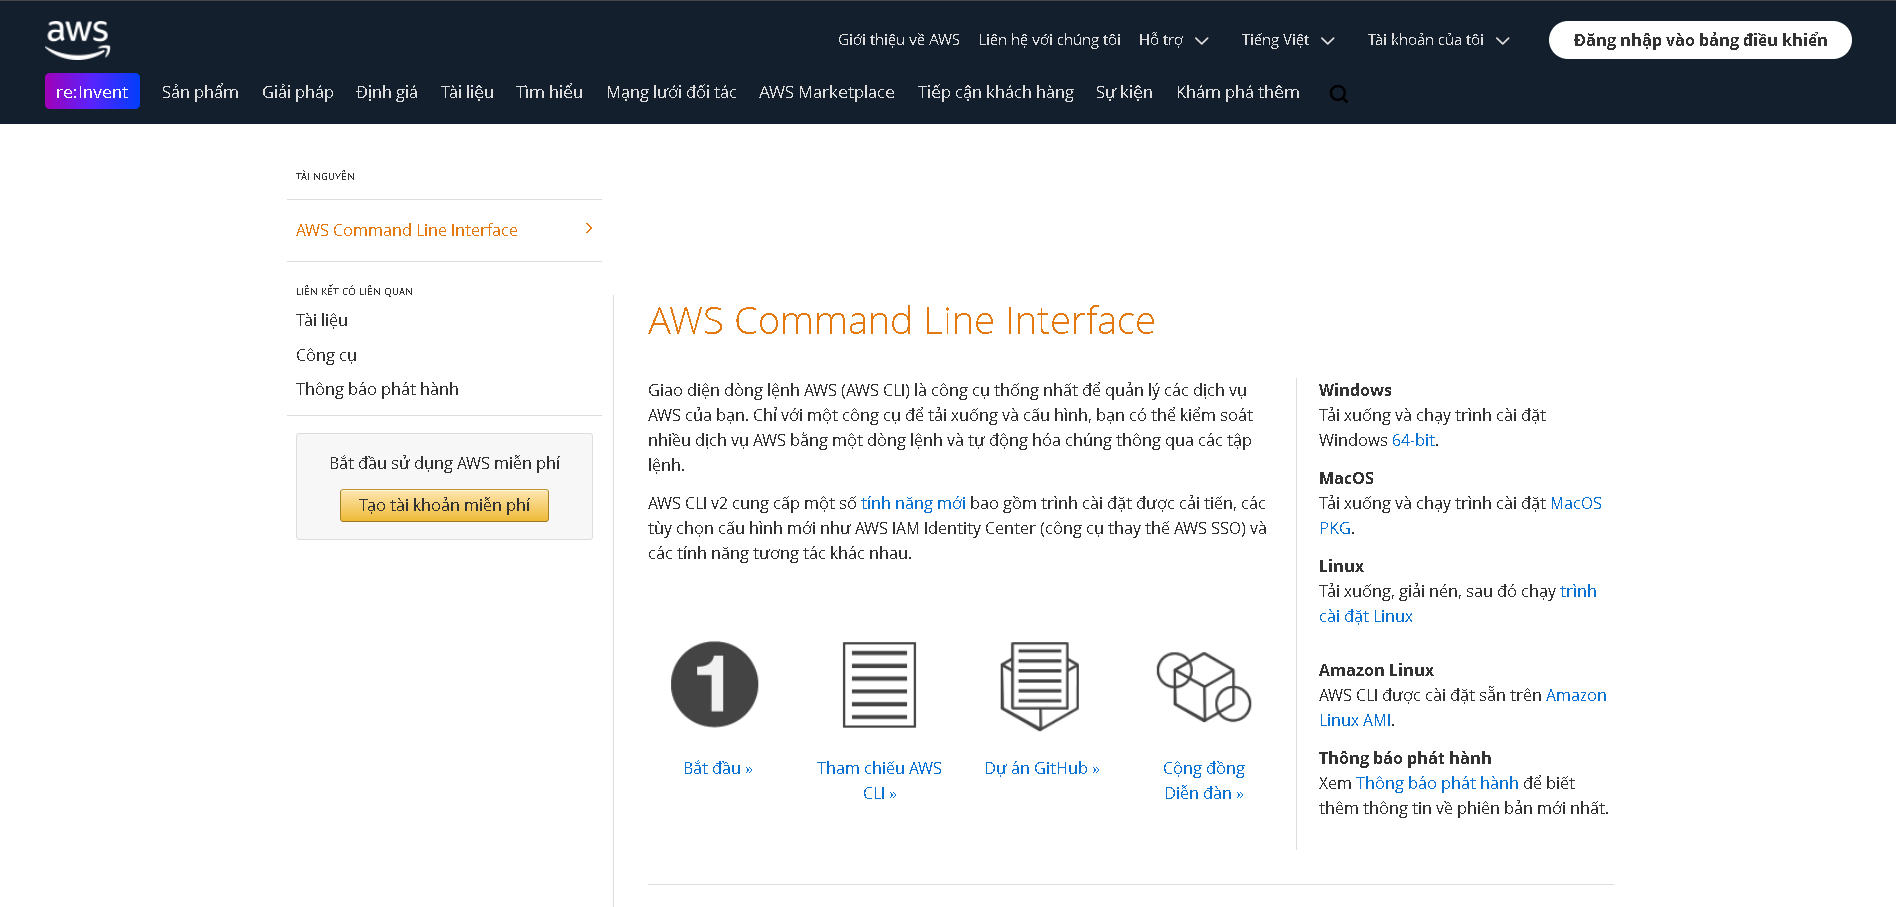 aws
Giới thiệu về AWS Liên hệ với chúng tôi Hỗ trợ Tiếng Việt Tài khoản của tôi Đăng nhập vào bảng điều khiển
re:Invent Sản phẩm Giải pháp Định giá Tài liệu Tìm hiểu Mạng lưới đối tác AWS Marketplace Tiếp cận khách hàng Sự kiện Khám phá thêm
TÀI NGUYÊN
AWS Command Line Interface
LIÊN KẾT CÓ LIÊN QUAN
Tài liệu
Công cụ
Thông báo phát hành
Bắt đầu sử dụng AWS miễn phí
Tạo tài khoản miễn phí
AWS Command Line Interface
Giao diện dòng lệnh AWS (AWS CLI) là công cụ thống nhất để quản lý các dịch vụ
AWS của bạn. Chỉ với một công cụ để tải xuống và cấu hình, bạn có thể kiểm soát
nhiều dịch vụ AWS bằng một dòng lệnh và tự động hóa chúng thông qua các tập
lệnh.
AWS CLI v2 cung cấp một số tính năng mới bao gồm trình cài đặt được cải tiến, các
tùy chọn cấu hình mới như AWS IAM Identity Center (công cụ thay thế AWS SSO) và
các tính năng tương tác khác nhau.
1
Bắt đầu »
Tham chiếu AWS
CLI »
Dự án GitHub »
Cộng đồng
Diễn đàn »
Windows
Tải xuống và chạy trình cài đặt
Windows 64-bit.
MacOS
Tải xuống và chạy trình cài đặt MacOS
PKG.
Linux
Tải xuống, giải nén, sau đó chạy trình
cài đặt Linux
Amazon Linux
AWS CLI được cài đặt sẵn trên Amazon
Linux AMI.
Thông báo phát hành
Xem Thông báo phát hành để biết
thêm thông tin về phiên bản mới nhất.